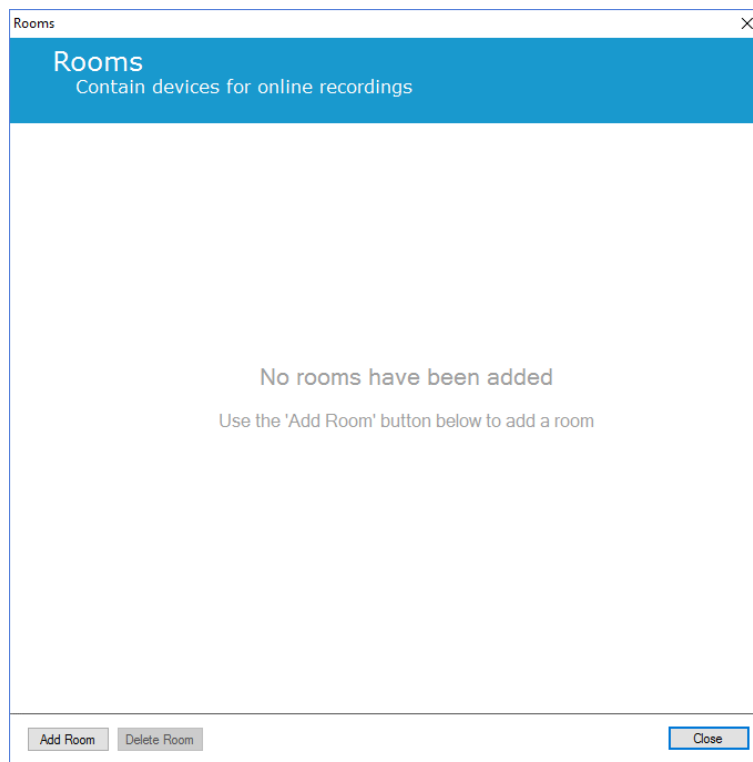 Rooms
Rooms
Contain devices for online recordings
No rooms have been added
Use the 'Add Room' button below to add a room
Add Room Delete Room Close